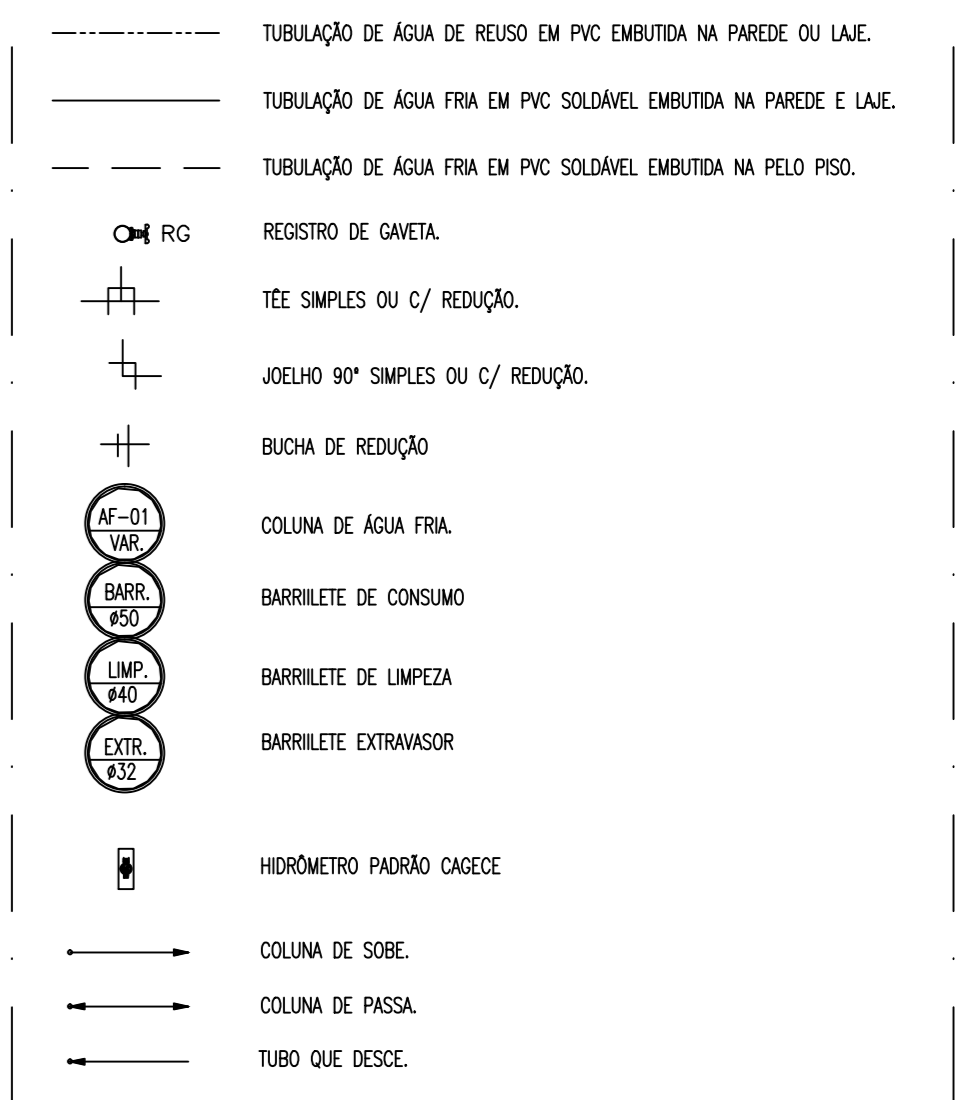 TUBULAÇÃO DE ÁGUA DE REUSO EM PVC EMBUTIDA NA PAREDE OU LAJE.
TUBULAÇÃO DE ÁGUA FRIA EM PVC SOLDÁVEL EMBUTIDA NA PAREDE E LAJE.
TUBULAÇÃO DE ÁGUA FRIA EM PVC SOLDÁVEL EMBUTIDA NA PELO PISO.
RG REGISTRO DE GAVETA.
TÊE SIMPLES OU C/ REDUÇÃO.
JOELHO 90° SIMPLES OU C/ REDUÇÃO.
BUCHA DE REDUÇÃO
AF-01
VAR.
COLUNA DE ÁGUA FRIA.
BARR.
ø50
BARRIILETE DE CONSUMO
LIMP.
ø40
BARRIILETE DE LIMPEZA
EXTR.
ø32
BARRIILETE EXTRAVASOR
HIDRÔMETRO PADRÃO CAGECE
COLUNA DE SOBE.
COLUNA DE PASSA.
TUBO QUE DESCE.